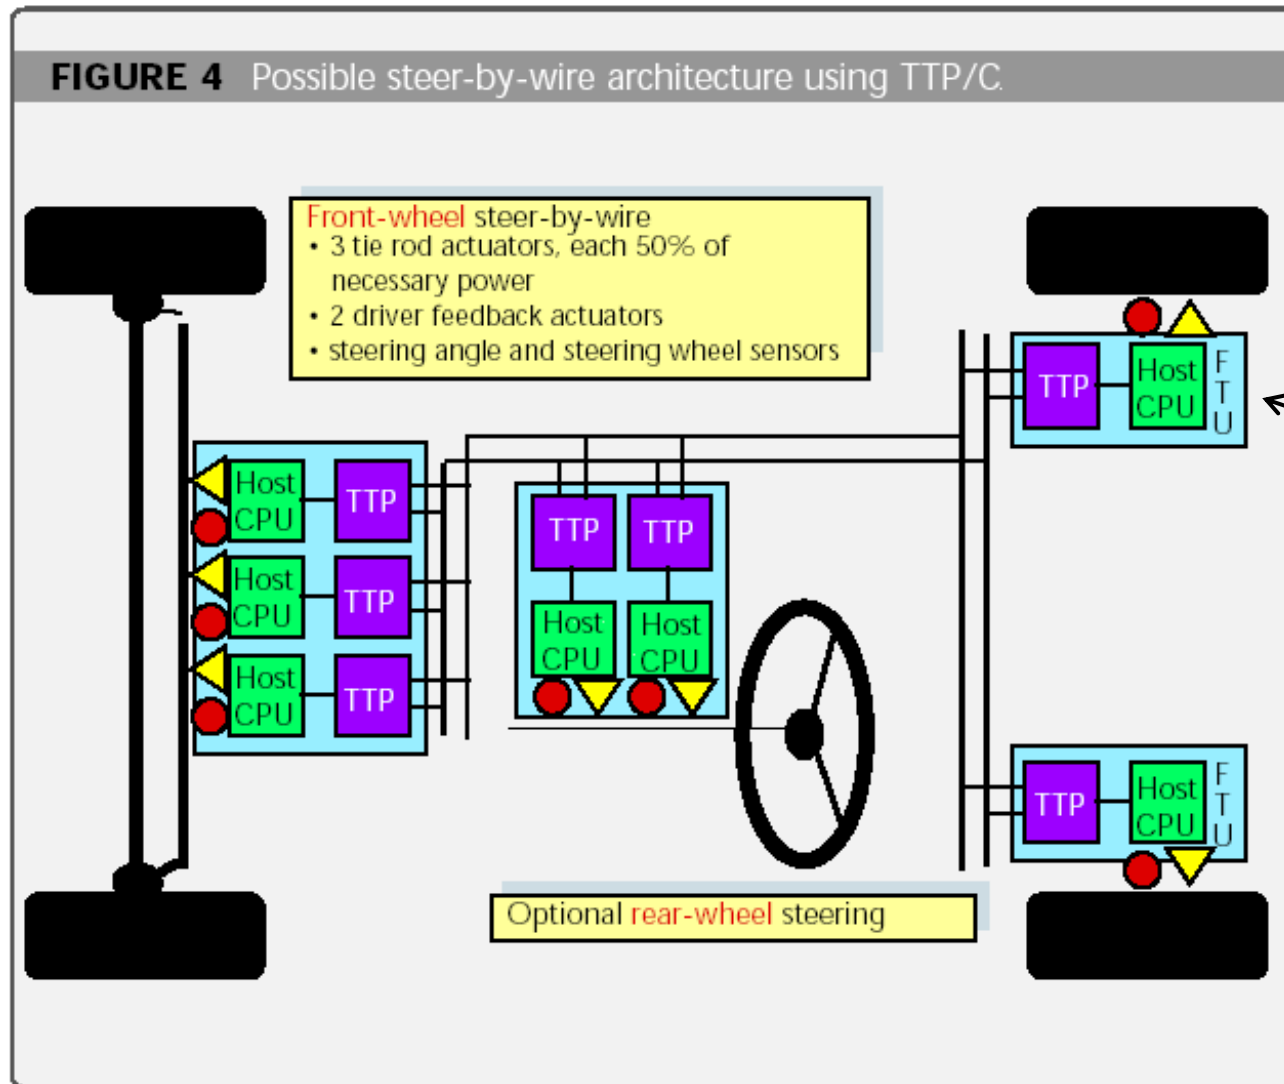 FIGURE 4 Possible steer-by-wire architecture using TTP/C.
Front-wheel steer-by-wire
• 3 tie rod actuators, each 50% of
necessary power
• 2 driver feedback actuators
• steering angle and steering wheel sensors
TTP
Host
CPU
F
T
U
Host
CPU
TTP
Host
CPU
TTP
Host
CPU
TTP
TTP
TTP
Host
CPU
Host
CPU
TTP
Host
CPU
F
T
U
Optional rear-wheel steering